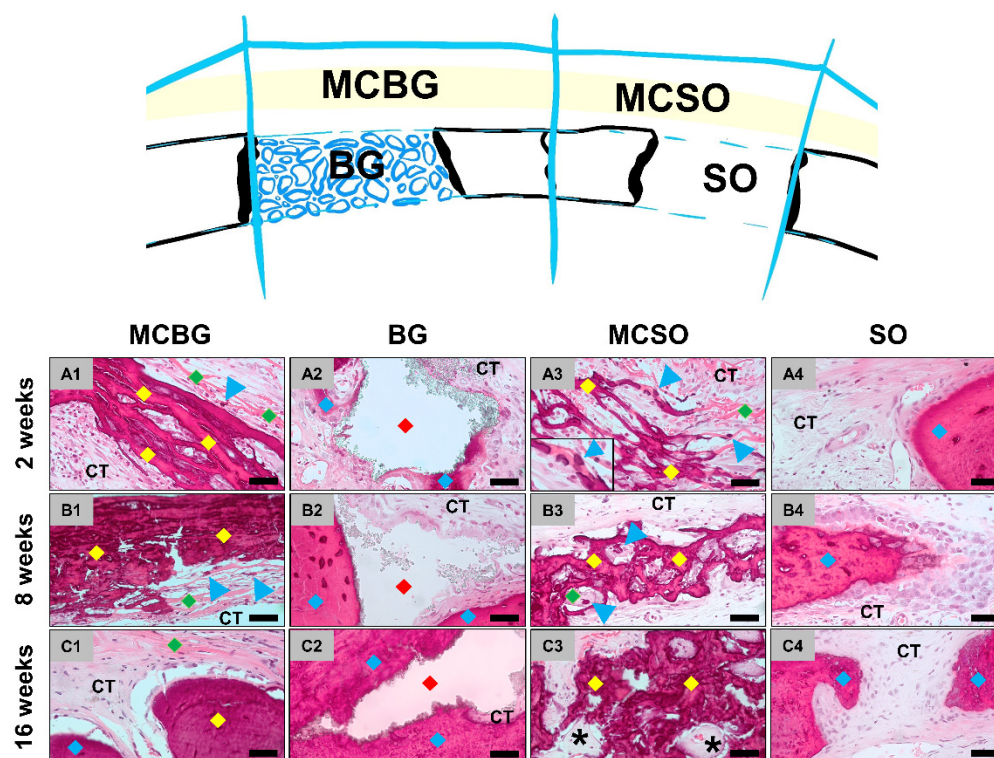 MCBG
MCSO
BG
SO
MCBG BG MCSO SO
2 weeks
A1 CT
A2 CT
A3 CT
A4 CT
8 weeks
B1 CT
B2 CT
B3 CT
B4 CT
16 weeks
C1 CT
C2 CT
C3 * *
C4 CT